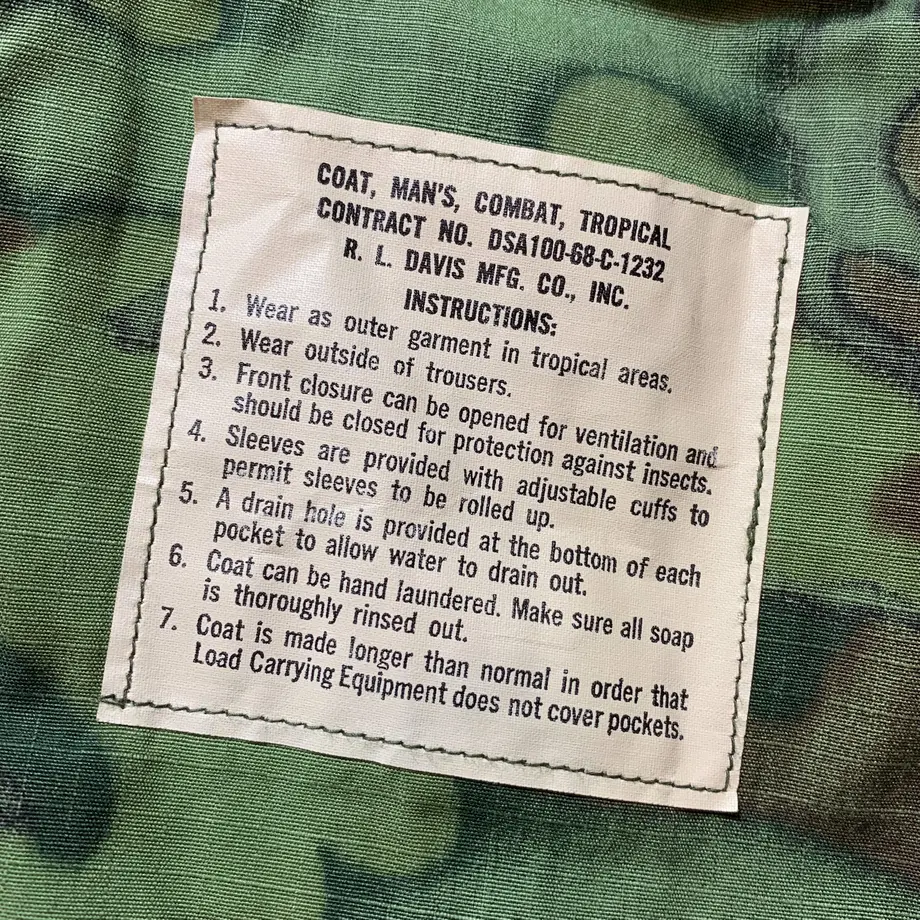 COAT, MAN'S, COMBAT, TROPICAL
CONTRACT NO. DSA100-68-C-1232
R. L. DAVIS MFG. CO., INC.
INSTRUCTIONS:
1. Wear as outer garment in tropical areas.
2. Wear outside of trousers.
3. Front closure can be opened for ventilation and
should be closed for protection against insects.
4. Sleeves are provided with adjustable cuffs to
permit sleeves to be rolled up.
5. A drain hole is provided at the bottom of each
pocket to allow water to drain out.
6. Coat can be hand laundered. Make sure all soap
is thoroughly rinsed out.
7. Coat is made longer than normal in order that
Load Carrying Equipment does not cover pockets.